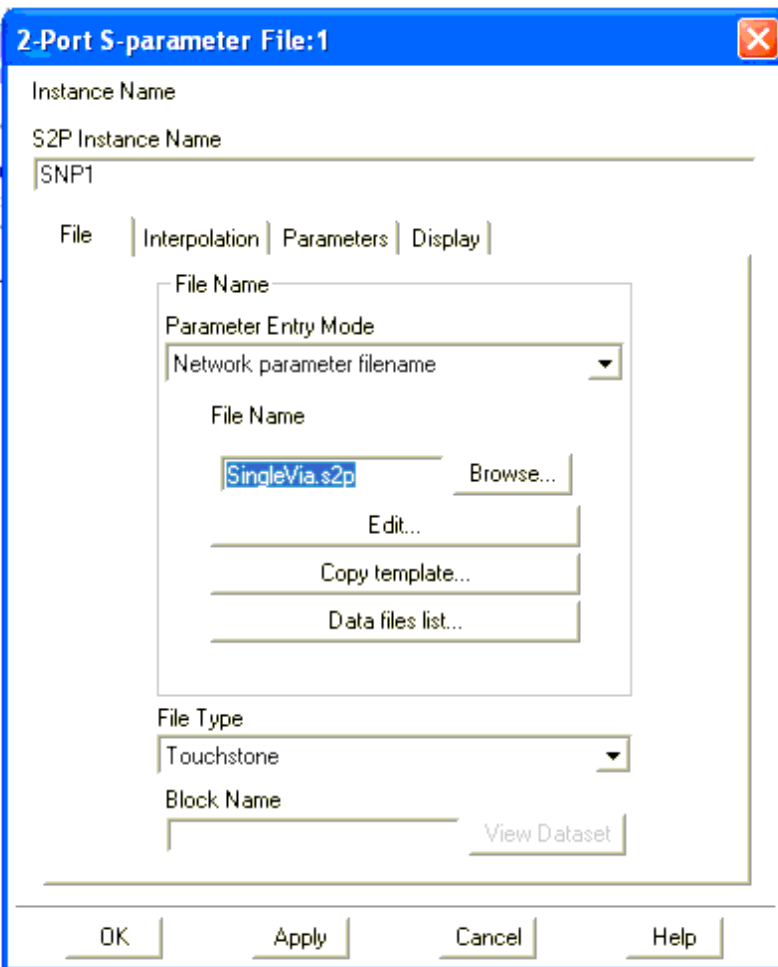 2-Port S-parameter File:1
Instance Name
S2P Instance Name
SNP1
File Interpolation Parameters Display
File Name
Parameter Entry Mode
Network parameter filename
File Name
SingleVia.s2p Browse...
Edit...
Copy template...
Data files list...
File Type
Touchstone
Block Name
View Dataset
OK Apply Cancel Help